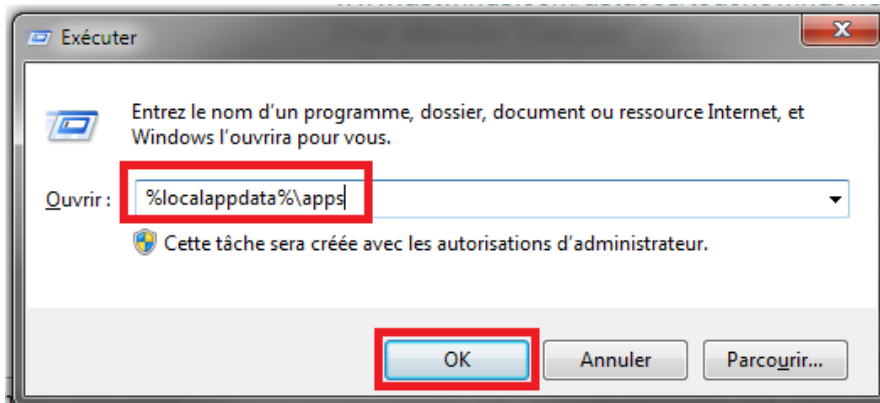 Exécuter
Entrez le nom d'un programme, dossier, document ou ressource Internet, et
Windows l'ouvrira pour vous.
Ouvrir : %localappdata%\apps
Cette tâche sera créée avec les autorisations d'administrateur.
OK Annuler Parcourir...